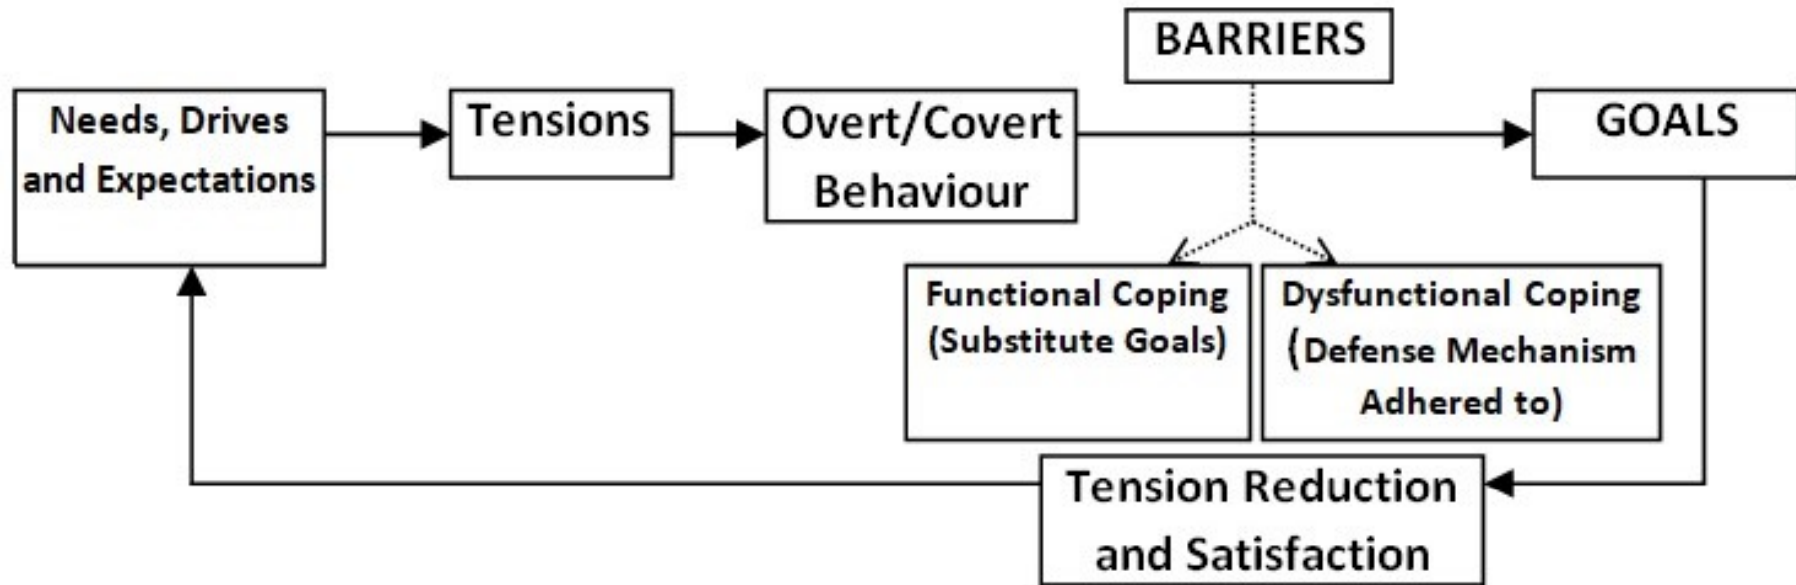 BARRIERS
Needs, Drives
and Expectations
Tensions
Overt/Covert
Behaviour
GOALS
Functional Coping
(Substitute Goals)
Dysfunctional Coping
(Defense Mechanism
Adhered to)
Tension Reduction
and Satisfaction